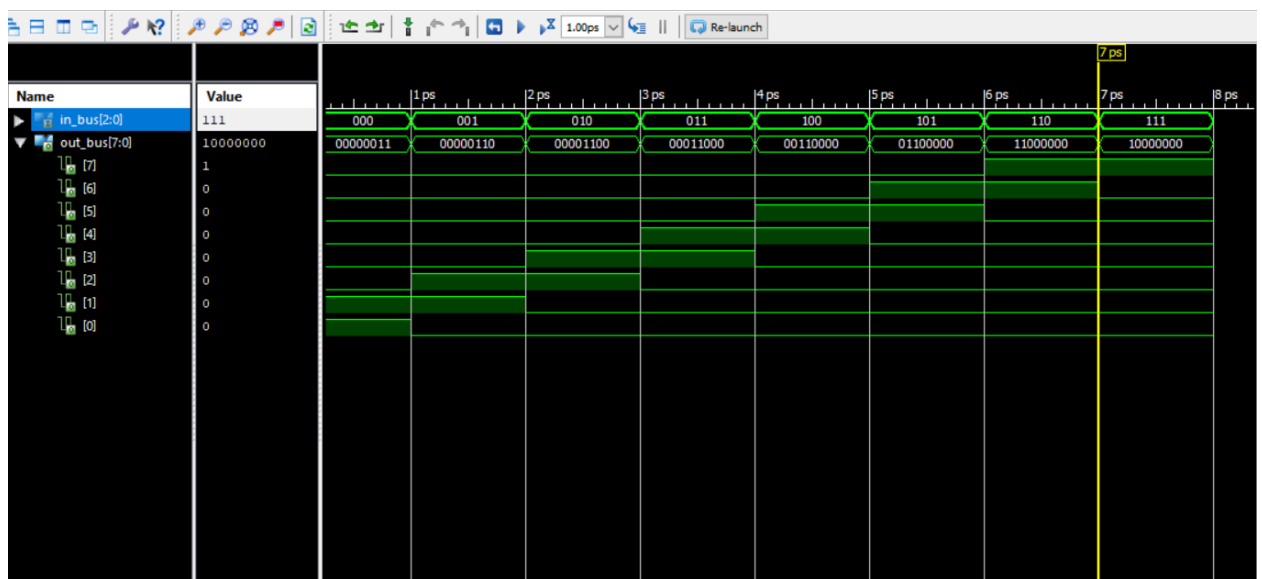 1.00ps Re-launch
7 ps
Name Value 1 ps 2 ps 3 ps 4 ps 5 ps 6 ps 7 ps 8 ps
in_bus[2:0] 111 000 001 010 011 100 101 110 111
out_bus[7:0] 10000000 00000011 00000110 00001100 00011000 00110000 01100000 11000000 10000000
[7] 1
[6] 0
[5] 0
[4] 0
[3] 0
[2] 0
[1] 0
[0] 0